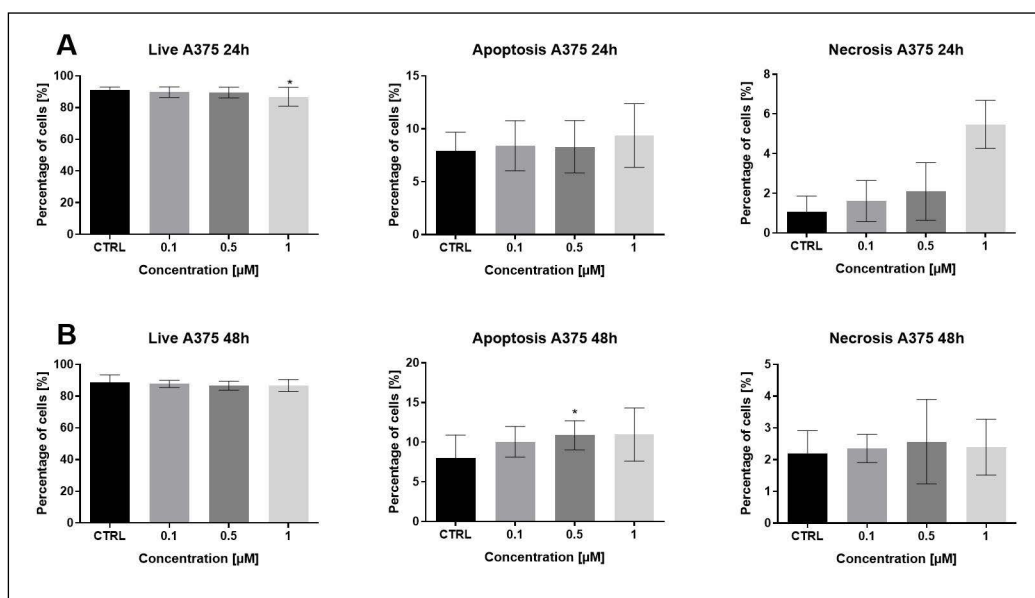 A
Live A375 24h
Percentage of cells [%]
100
80
60
40
20
0
CTRL 0.1 0.5 1
*
Concentration [µM]
Apoptosis A375 24h
Percentage of cells [%]
15
10
5
0
CTRL 0.1 0.5 1
Concentration [µM]
Necrosis A375 24h
Percentage of cells [%]
8
6
4
2
0
CTRL 0.1 0.5 1
Concentration [µM]
B
Live A375 48h
Percentage of cells [%]
100
80
60
40
20
0
CTRL 0.1 0.5 1
Concentration [µM]
Apoptosis A375 48h
Percentage of cells [%]
20
15
10
5
0
*
CTRL 0.1 0.5 1
Concentration [µM]
Necrosis A375 48h
Percentage of cells [%]
5
4
3
2
1
0
CTRL 0.1 0.5 1
Concentration [µM]